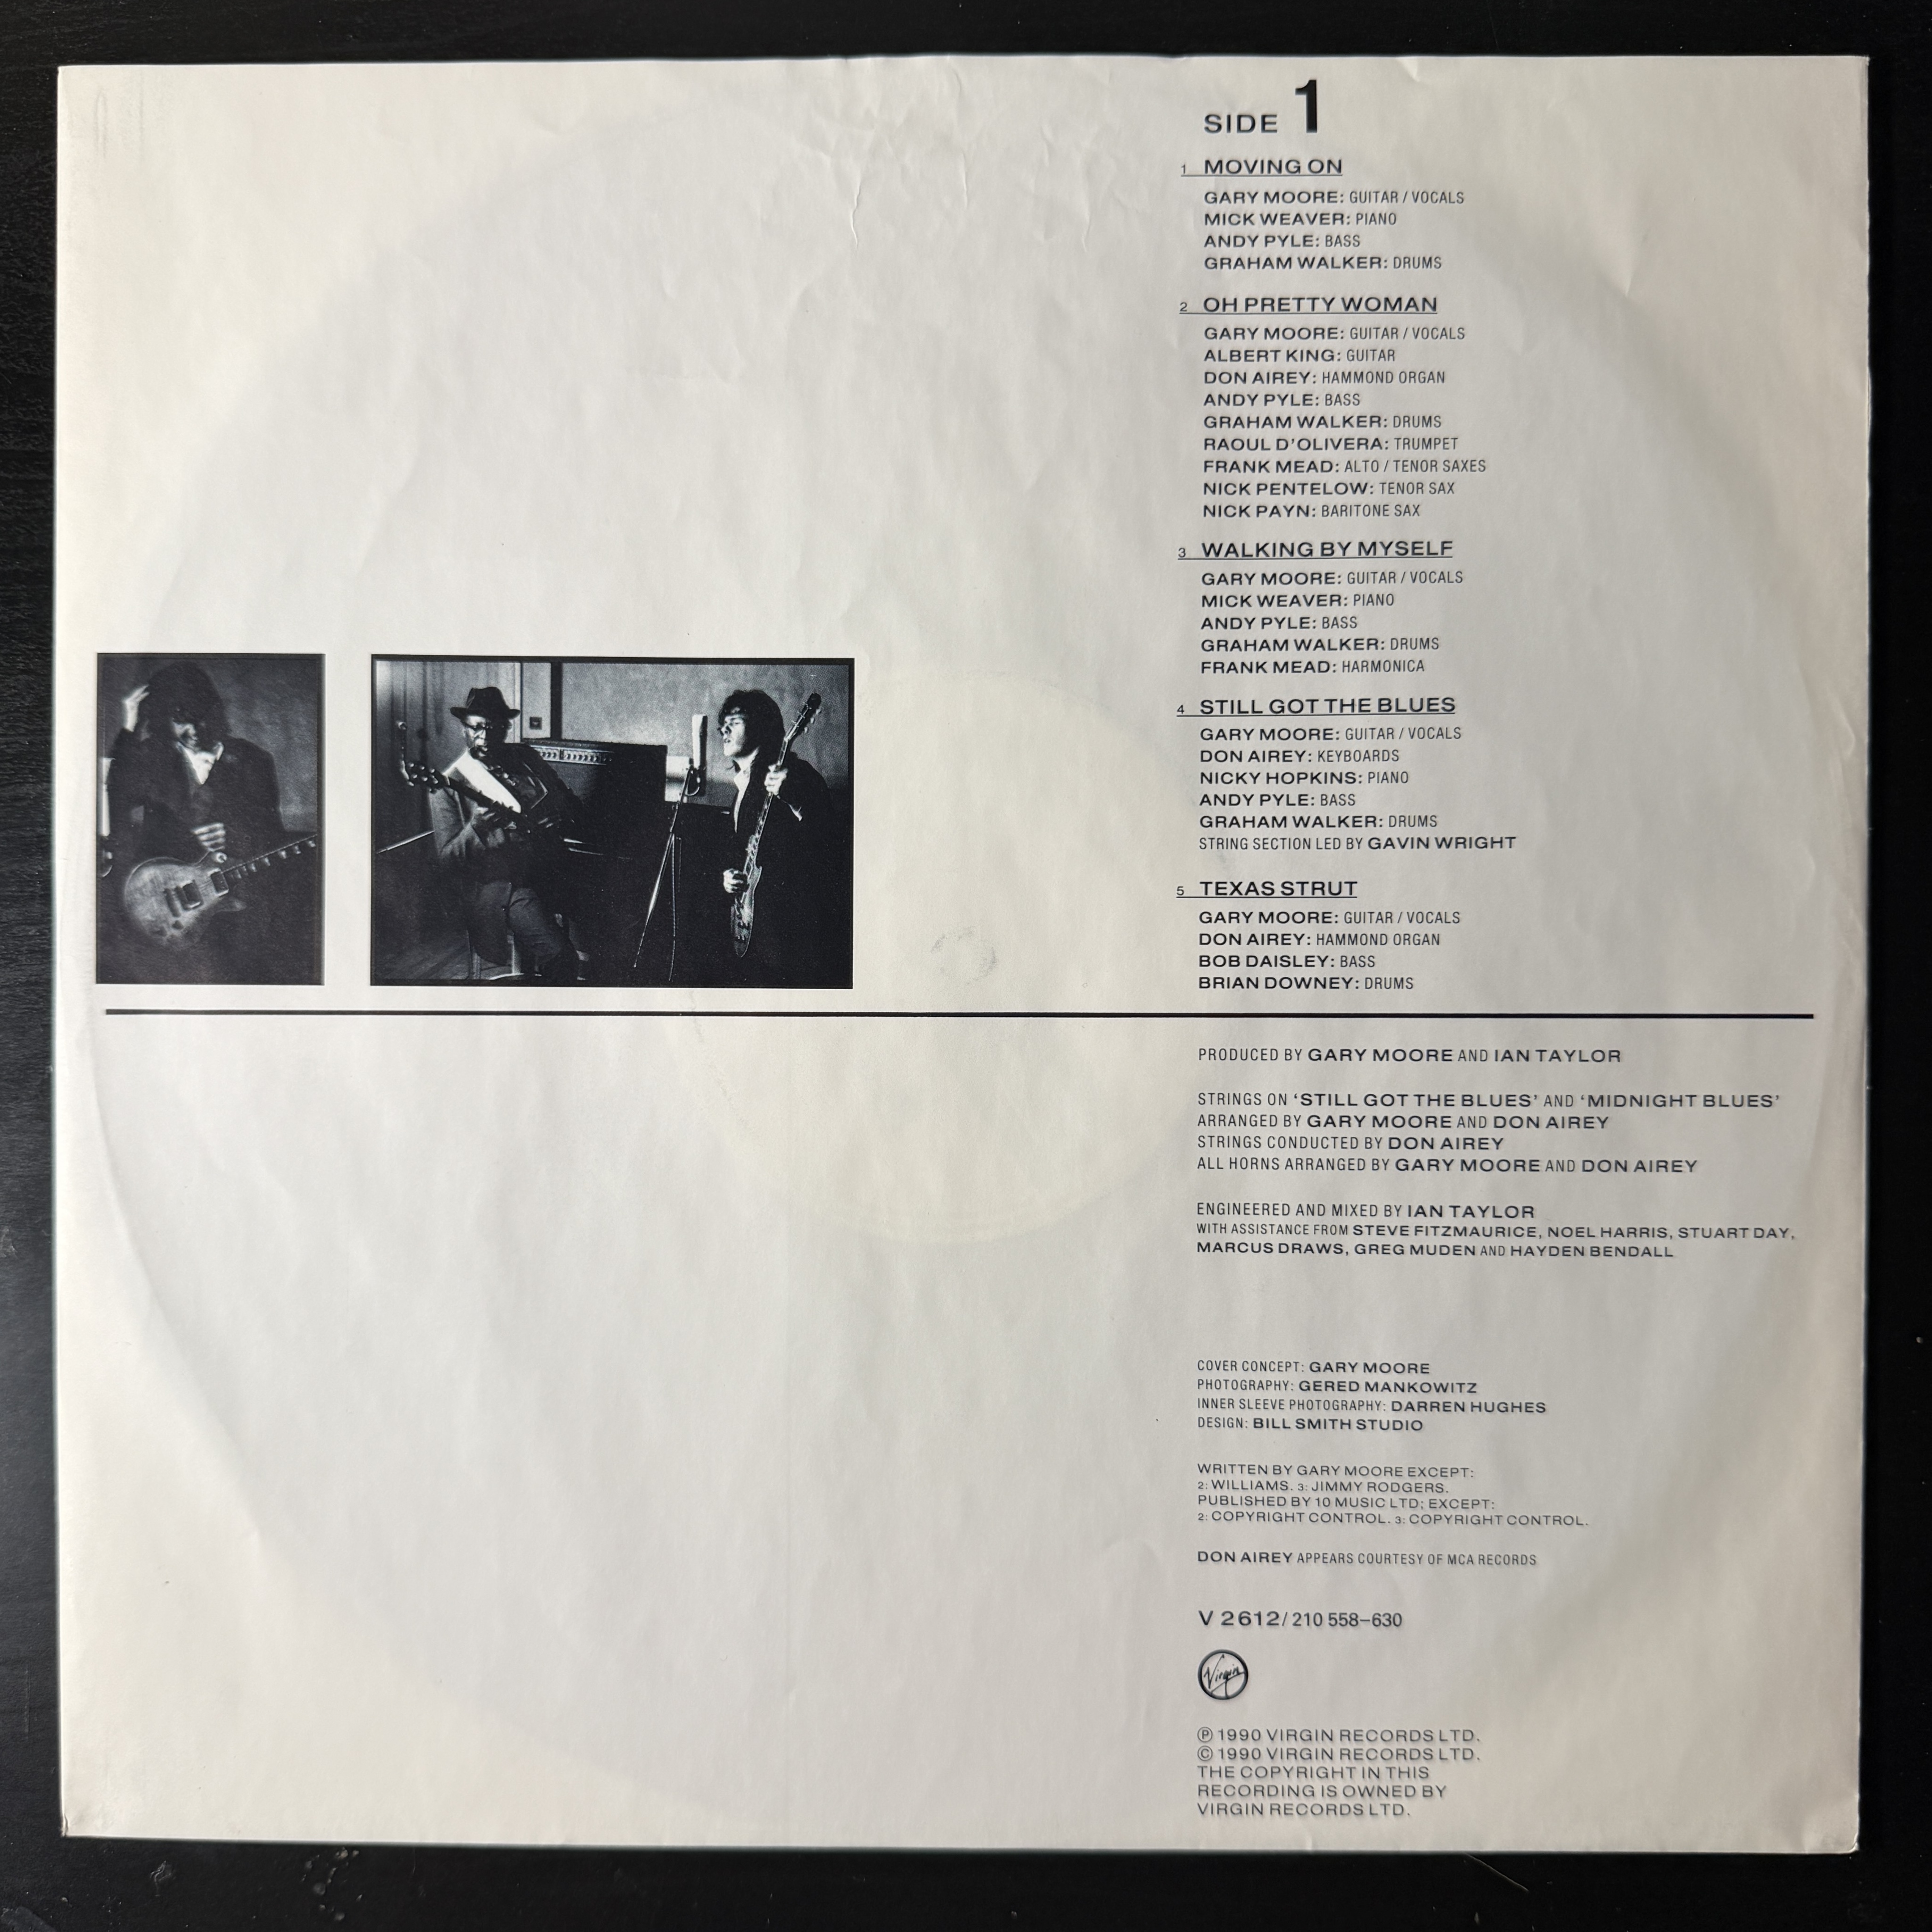 SIDE 1
1 MOVING ON
GARY MOORE: GUITAR / VOCALS
MICK WEAVER: PIANO
ANDY PYLE: BASS
GRAHAM WALKER: DRUMS
2 OH PRETTY WOMAN
GARY MOORE: GUITAR / VOCALS
ALBERT KING: GUITAR
DON AIREY: HAMMOND ORGAN
ANDY PYLE: BASS
GRAHAM WALKER: DRUMS
RAOUL D'OLIVERA: TRUMPET
FRANK MEAD: ALTO / TENOR SAXES
NICK PENTELOW: TENOR SAX
NICK PAYN: BARITONE SAX
3 WALKING BY MYSELF
GARY MOORE: GUITAR / VOCALS
MICK WEAVER: PIANO
ANDY PYLE: BASS
GRAHAM WALKER: DRUMS
FRANK MEAD: HARMONICA
4 STILL GOT THE BLUES
GARY MOORE: GUITAR / VOCALS
DON AIREY: KEYBOARDS
NICKY HOPKINS: PIANO
ANDY PYLE: BASS
GRAHAM WALKER: DRUMS
STRING SECTION LED BY GAVIN WRIGHT
5 TEXAS STRUT
GARY MOORE: GUITAR / VOCALS
DON AIREY: HAMMOND ORGAN
BOB DAISLEY: BASS
BRIAN DOWNEY: DRUMS
PRODUCED BY GARY MOORE AND IAN TAYLOR
STRINGS ON ‘STILL GOT THE BLUES’ AND ‘MIDNIGHT BLUES’
ARRANGED BY GARY MOORE AND DON AIREY
STRINGS CONDUCTED BY DON AIREY
ALL HORNS ARRANGED BY GARY MOORE AND DON AIREY
ENGINEERED AND MIXED BY IAN TAYLOR
WITH ASSISTANCE FROM STEVE FITZMAURICE, NOEL HARRIS, STUART DAY,
MARCUS DRAWS, GREG MUDEN AND HAYDEN BENDALL
COVER CONCEPT: GARY MOORE
PHOTOGRAPHY: GERED MANKOWITZ
INNER SLEEVE PHOTOGRAPHY: DARREN HUGHES
DESIGN: BILL SMITH STUDIO
WRITTEN BY GARY MOORE EXCEPT:
2: WILLIAMS. 3: JIMMY RODGERS.
PUBLISHED BY 10 MUSIC LTD; EXCEPT:
2: COPYRIGHT CONTROL. 3: COPYRIGHT CONTROL.
DON AIREY APPEARS COURTESY OF MCA RECORDS
V 2612/ 210 558–630
Virgin
℗ 1990 VIRGIN RECORDS LTD.
© 1990 VIRGIN RECORDS LTD.
THE COPYRIGHT IN THIS
RECORDING IS OWNED BY
VIRGIN RECORDS LTD.